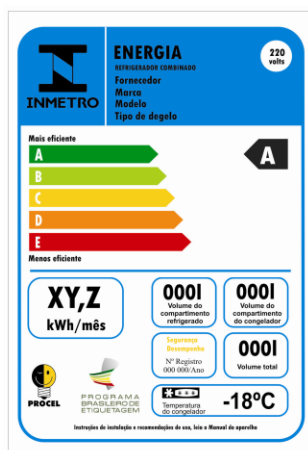 ENERGIA
REFRIGERADOR COMBINADO
Fornecedor
Marca
Modelo
Tipo de degelo
220
volts
INMETRO
Mais eficiente
A
B
C
D
E
Menos eficiente
A
XY,Z
kWh/mês
000l
Volume do
compartimento
refrigerado
000l
Volume do
compartimento
do congelador
Segurança
Desempenho
Nº Registro
000 000/Ano
000l
Volume total
PROCEL
PROGRAMA
BRASILEIRO DE
ETIQUETAGEM
Temperatura
do congelador
-18ºC
Instruções de instalação e recomendações de uso, leia o Manual do aparelho